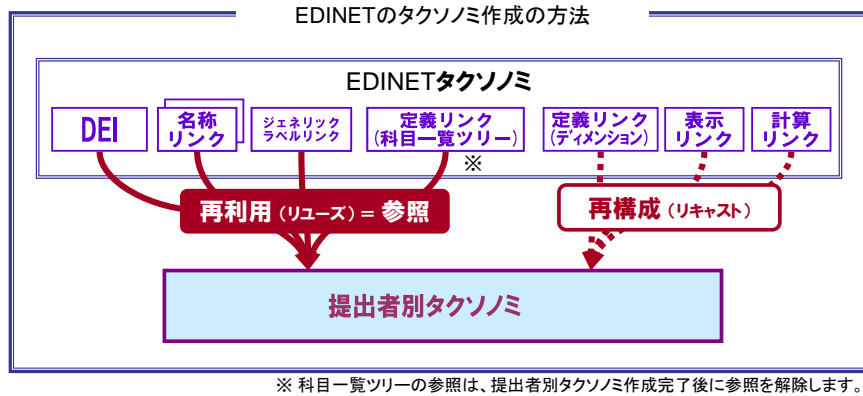 EDINETのタクソノミ作成の方法
EDINETタクソノミ
DEI
名称
リンク
ジェネリック
ラベルリンク
定義リンク
(科目一覧ツリー)
定義リンク
(ディメンション)
表示
リンク
計算
リンク
※
再利用(リユーズ)= 参照
再構成(リキャスト)
提出者別タクソノミ
※ 科目一覧ツリーの参照は、提出者別タクソノミ作成完了後に参照を解除します。